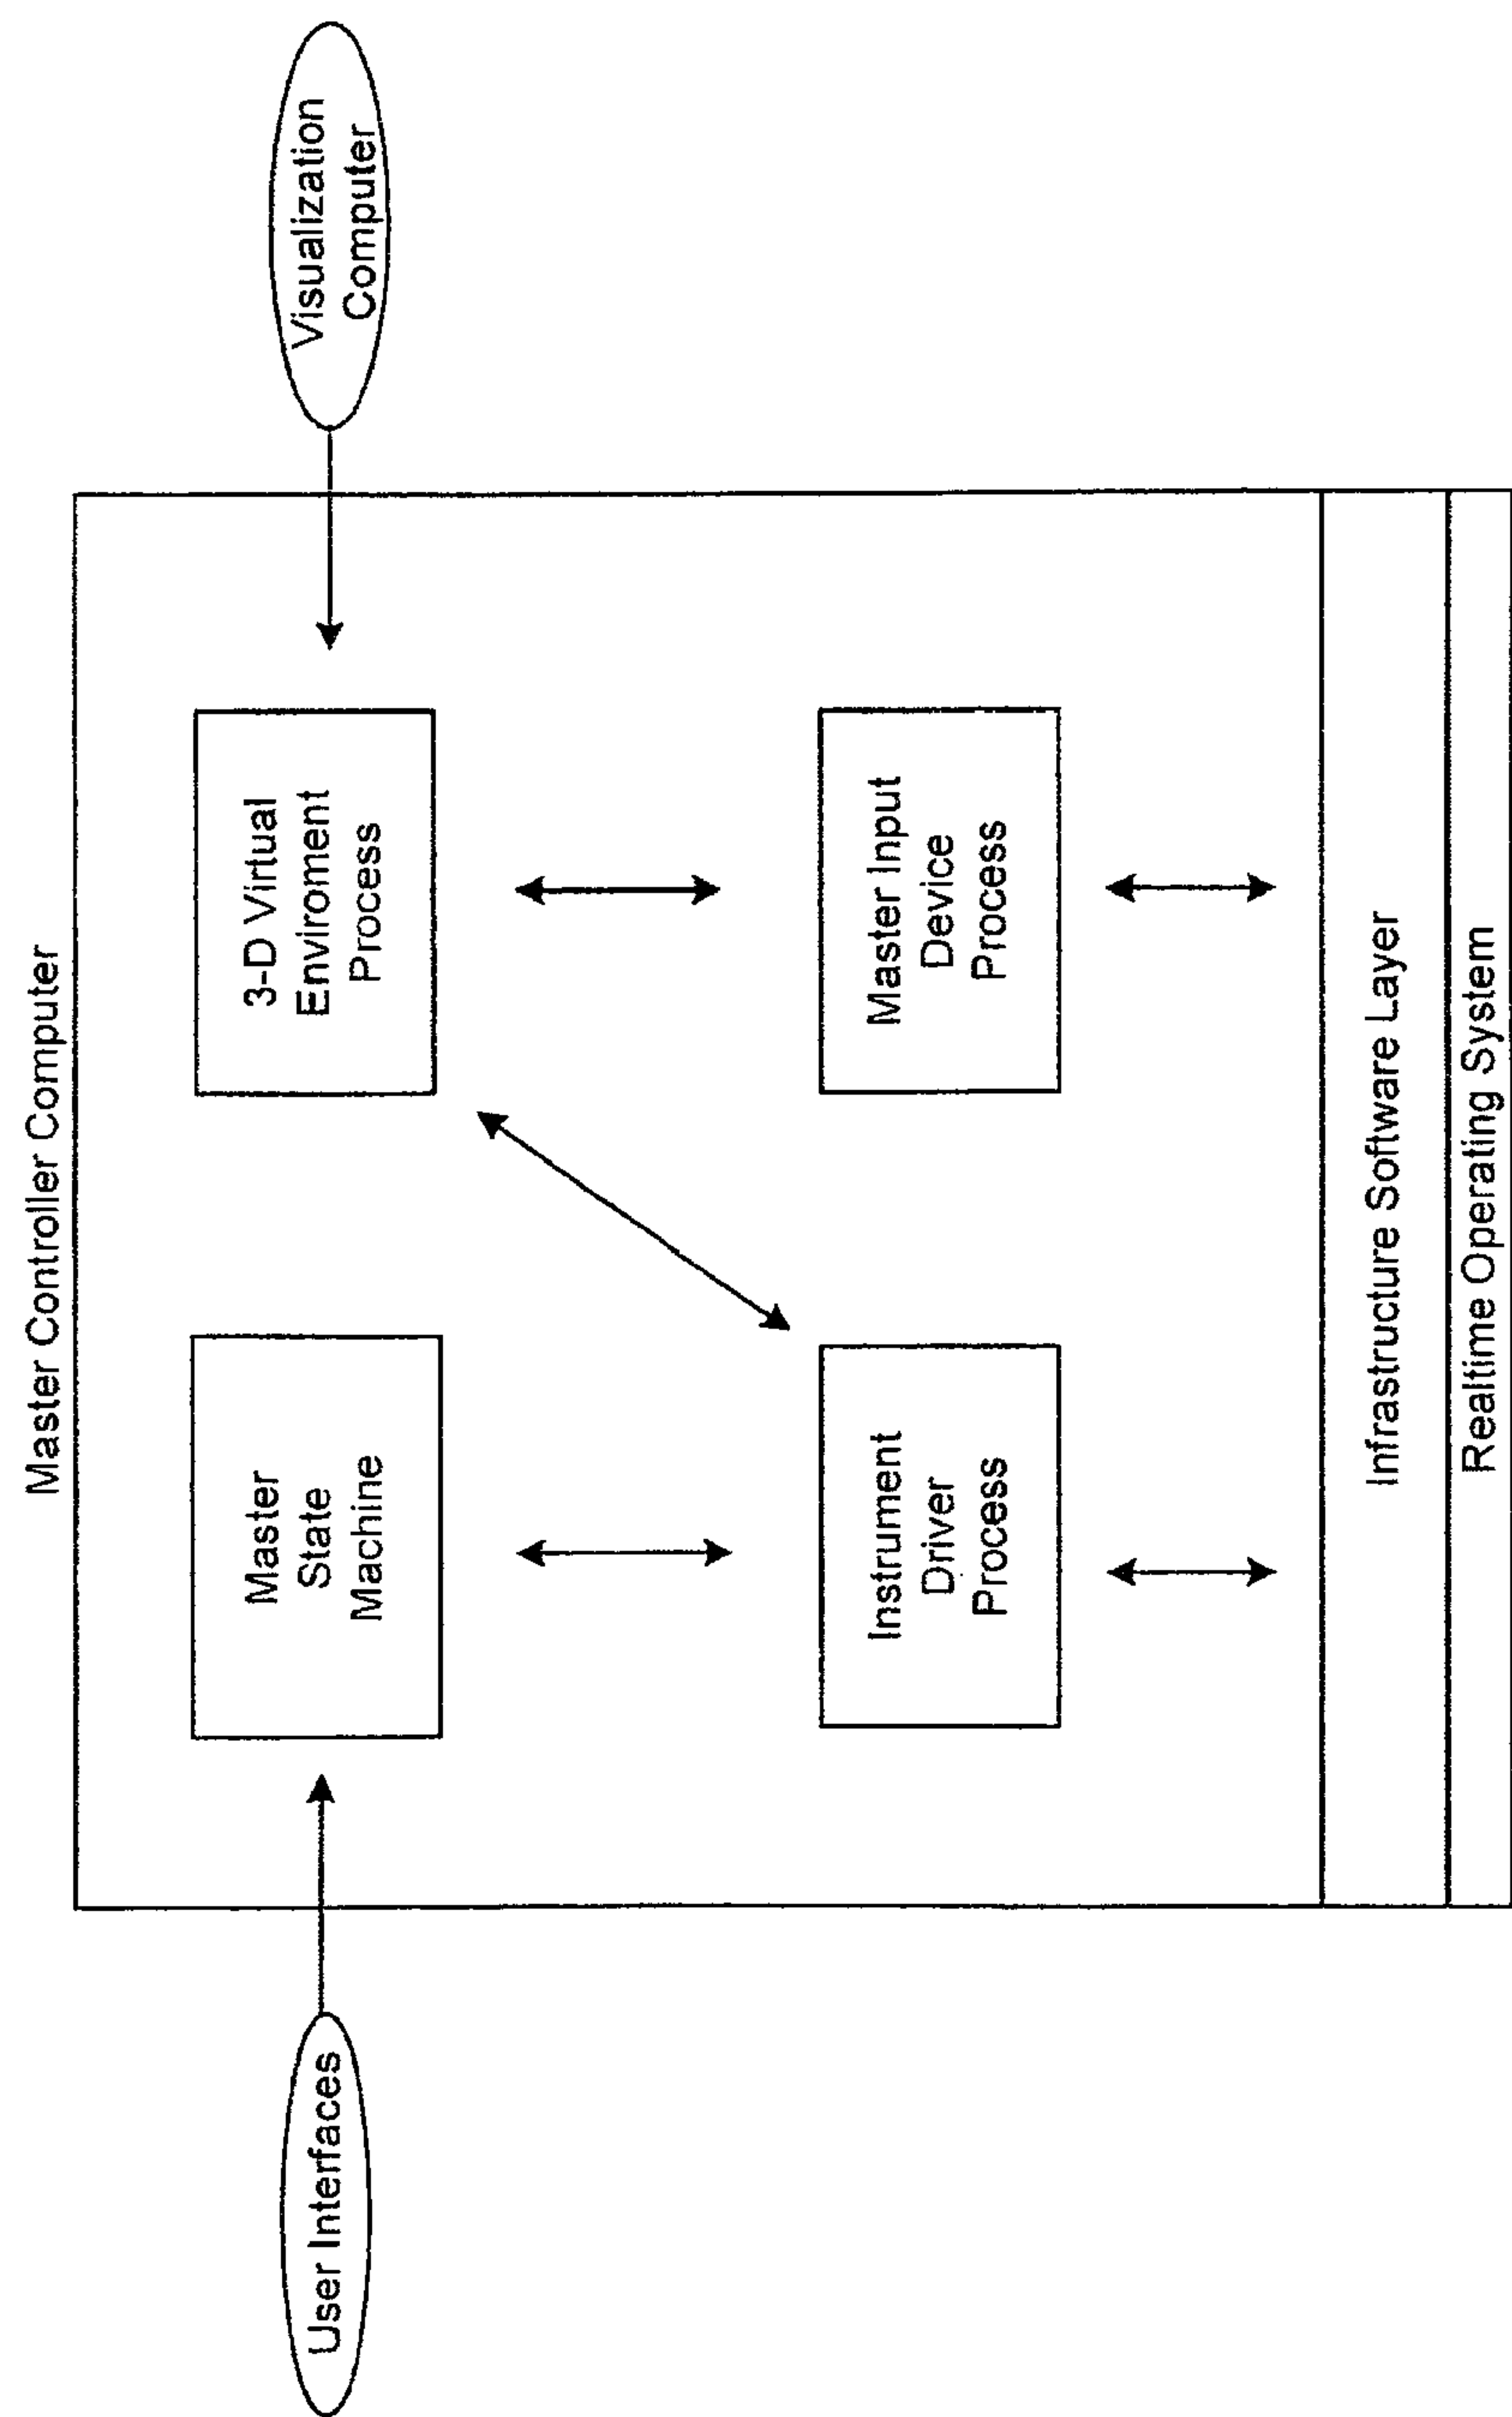 Master Controller Computer
User Interfaces
Master
State
Machine
3-D Virtual
Enviroment
Process
Visualization
Computer
Instrument
Driver
Process
Master Input
Device
Process
Infrastructure Software Layer
Realtime Operating System